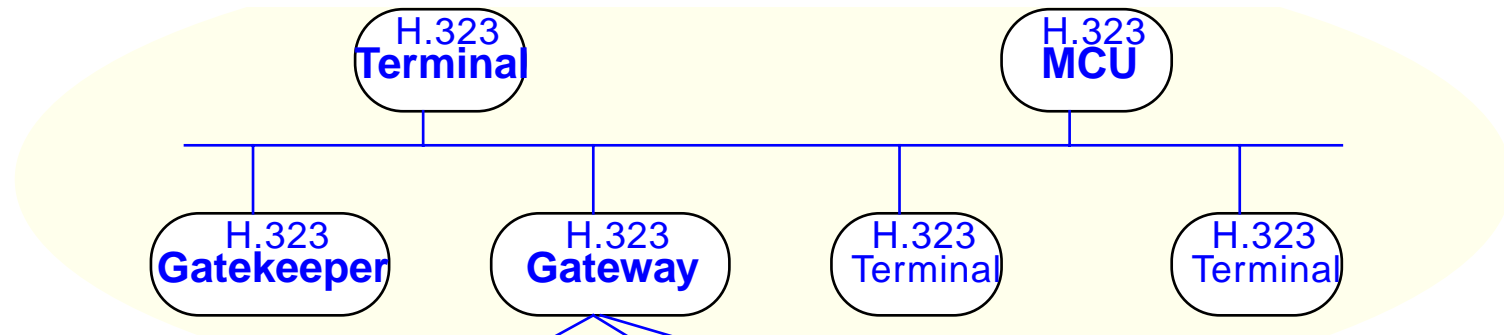 H.323
Terminal
H.323
MCU
H.323
Gatekeeper
H.323
Gateway
H.323
Terminal
H.323
Terminal